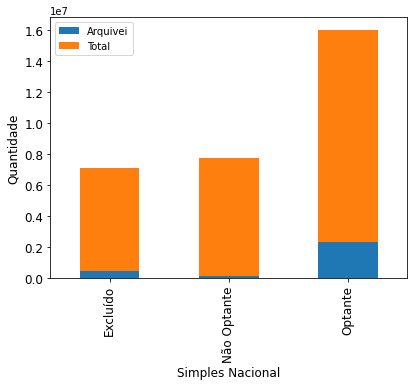 1e7
Arquivei
Total
1.6
1.4
1.2
1.0
0.8
0.6
0.4
0.2
0.0
Quantidade
Excluído
Não Optante
Optante
Simples Nacional